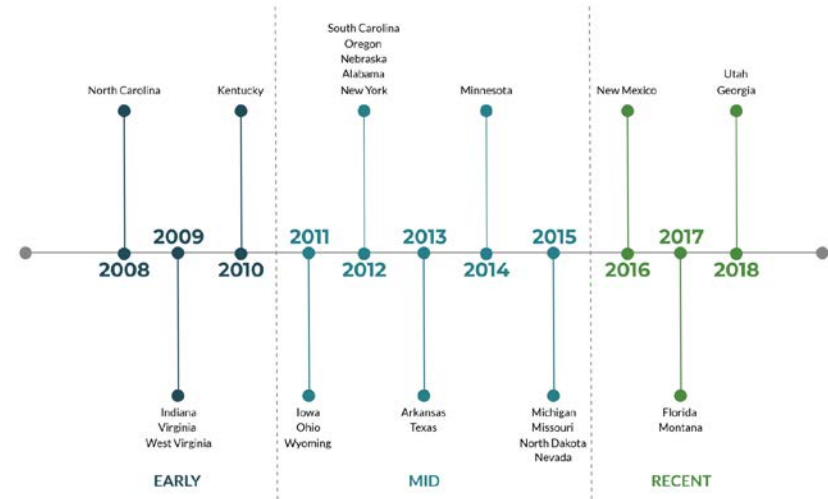 South Carolina
Oregon
Nebraska
Alabama
New York
North Carolina
Kentucky
Minnesota
New Mexico
Utah
Georgia
2009
2011
2013
2015
2017
2008
2010
2012
2014
2016
2018
Indiana
Virginia
West Virginia
Iowa
Ohio
Wyoming
Arkansas
Texas
Michigan
Missouri
North Dakota
Nevada
Florida
Montana
EARLY
MID
RECENT